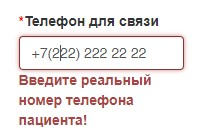 *Телефон для связи
+7(222) 222 22 22
Введите реальный
номер телефона
пациента!